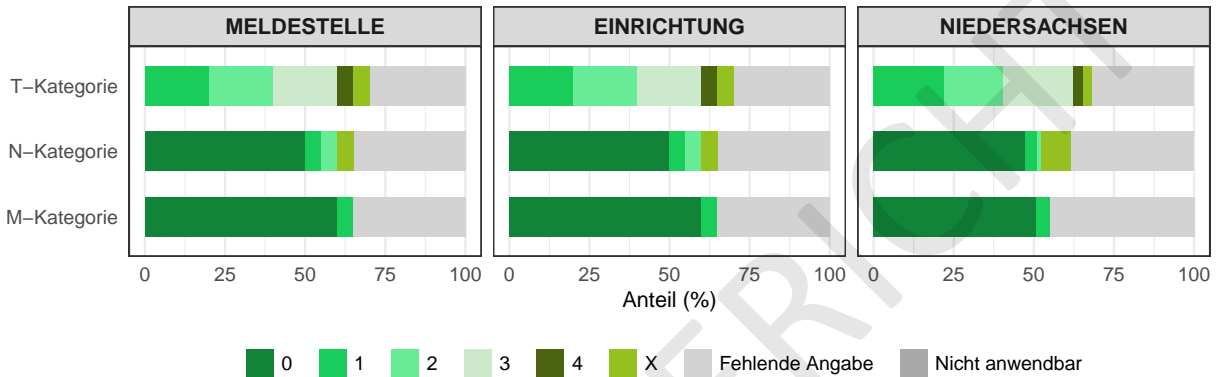 MELDESTELLE EINRICHTUNG NIEDERSACHSEN
T−Kategorie
N−Kategorie
M−Kategorie
0 25 50 75 100 0 25 50 75 100 0 25 50 75 100
Anteil (%)
0 1 2 3 4 X Fehlende Angabe Nicht anwendbar
ERICHT